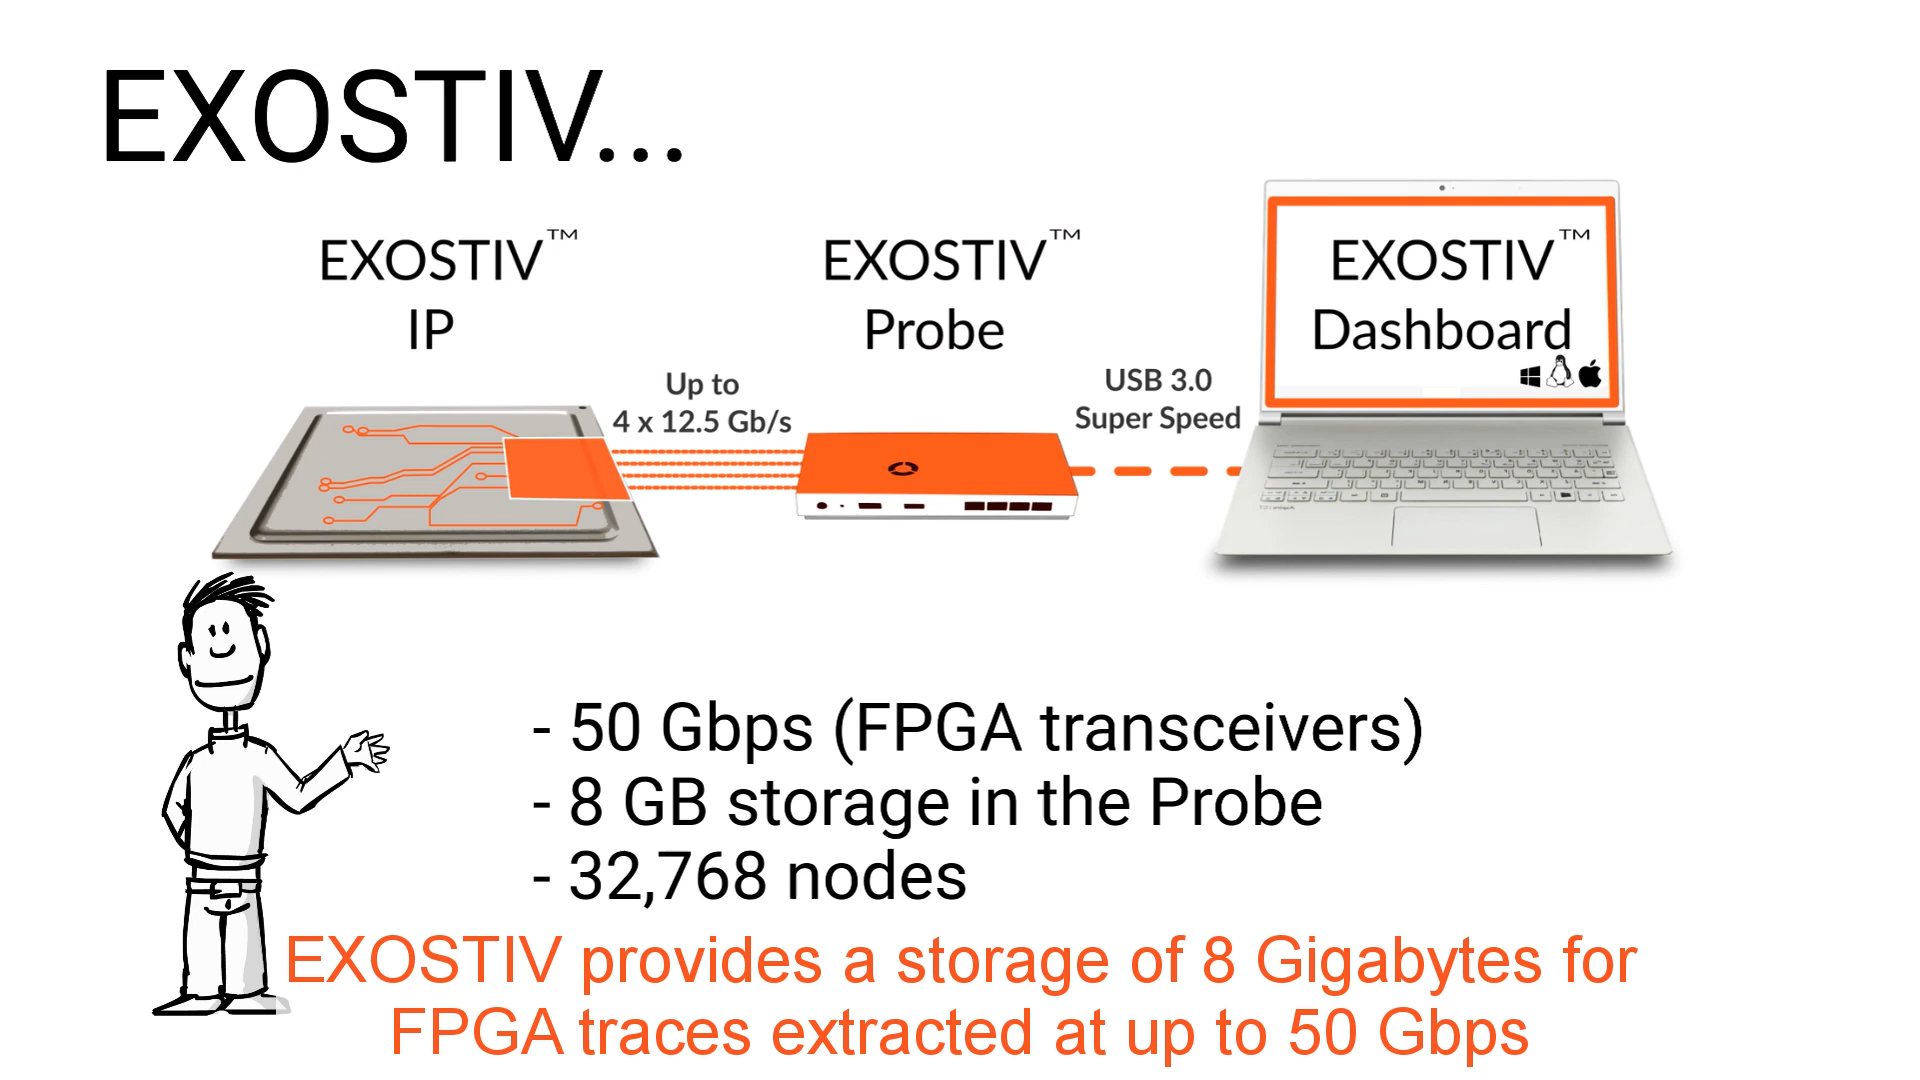 EXOSTIV...
EXOSTIV™
IP
EXOSTIV™
Probe
EXOSTIV™
Dashboard
Up to
4 x 12.5 Gb/s
USB 3.0
Super Speed
- 50 Gbps (FPGA transceivers)
- 8 GB storage in the Probe
- 32,768 nodes
EXOSTIV provides a storage of 8 Gigabytes for
FPGA traces extracted at up to 50 Gbps